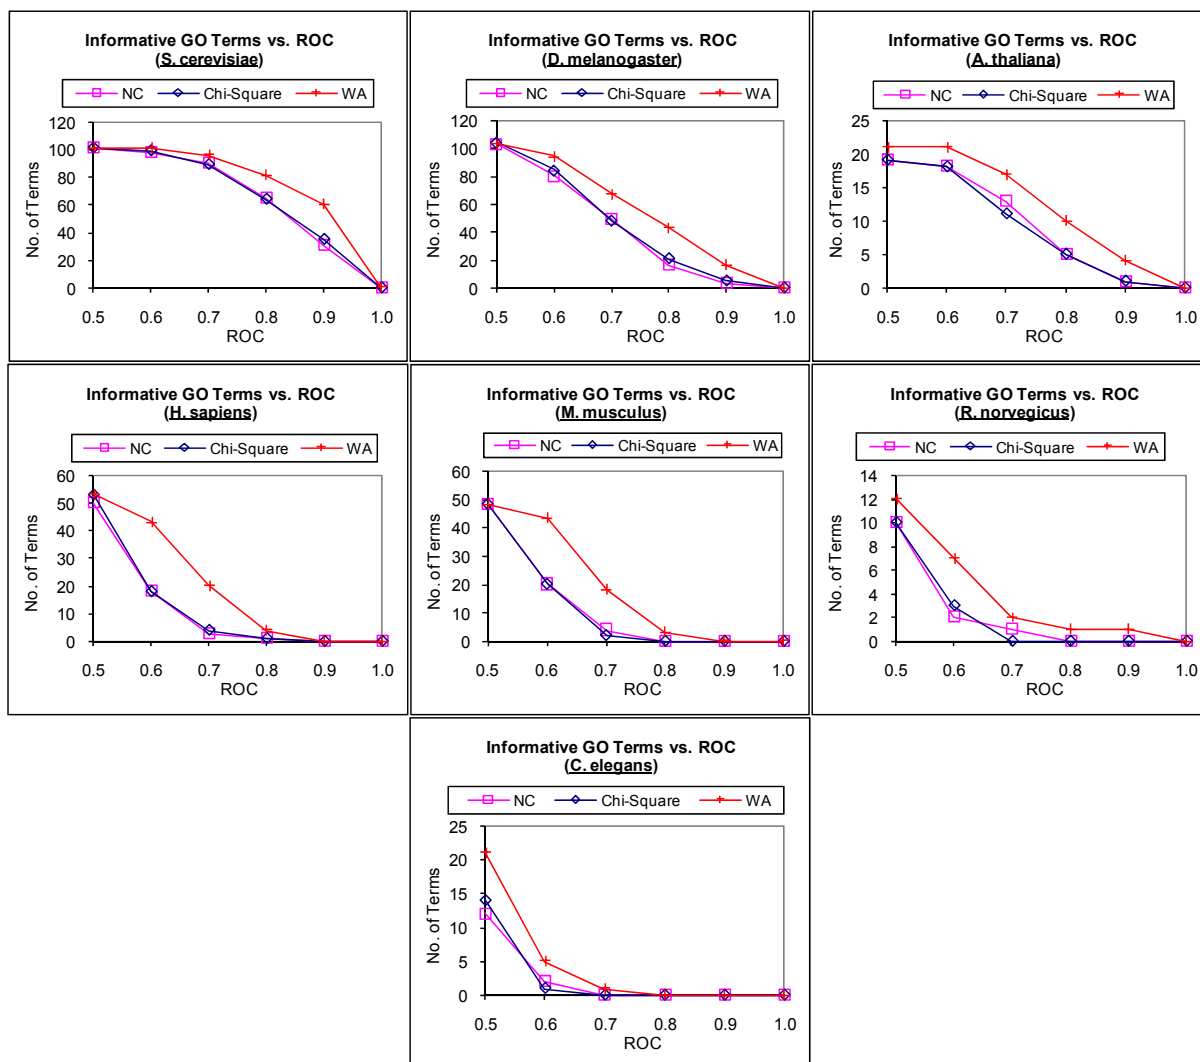 Informative GO Terms vs. ROC
(S. cerevisiae)
NC Chi-Square WA
No. of Terms
120
100
80
60
40
20
0
0.5 0.6 0.7 0.8 0.9 1.0
ROC
Informative GO Terms vs. ROC
(D. melanogaster)
NC Chi-Square WA
No. of Terms
120
100
80
60
40
20
0
0.5 0.6 0.7 0.8 0.9 1.0
ROC
Informative GO Terms vs. ROC
(A. thaliana)
NC Chi-Square WA
No. of Terms
25
20
15
10
5
0
0.5 0.6 0.7 0.8 0.9 1.0
ROC
Informative GO Terms vs. ROC
(H. sapiens)
NC Chi-Square WA
No. of Terms
60
50
40
30
20
10
0
0.5 0.6 0.7 0.8 0.9 1.0
ROC
Informative GO Terms vs. ROC
(M. musculus)
NC Chi-Square WA
No. of Terms
60
50
40
30
20
10
0
0.5 0.6 0.7 0.8 0.9 1.0
ROC
Informative GO Terms vs. ROC
(R. norvegicus)
NC Chi-Square WA
No. of Terms
14
12
10
8
6
4
2
0
0.5 0.6 0.7 0.8 0.9 1.0
ROC
Informative GO Terms vs. ROC
(C. elegans)
NC Chi-Square WA
No. of Terms
25
20
15
10
5
0
0.5 0.6 0.7 0.8 0.9 1.0
ROC